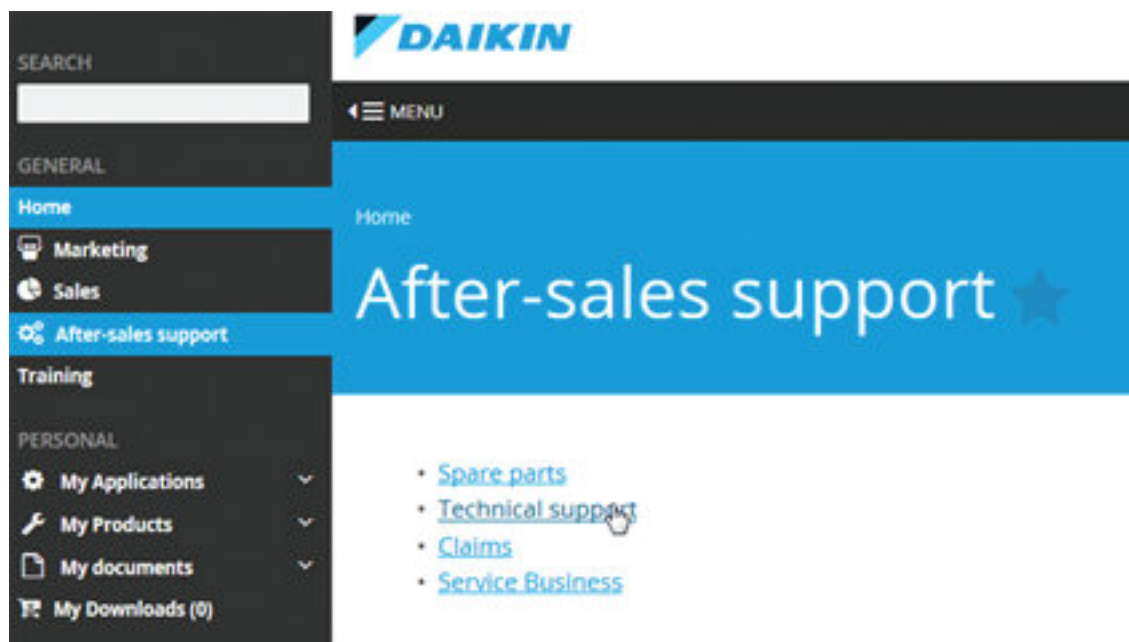 SEARCH
GENERAL
Home
Marketing
Sales
After-sales support
Training
PERSONAL
My Applications
My Products
My documents
My Downloads (0)
DAIKIN
MENU
Home
After-sales support
• Spare parts
• Technical support
• Claims
• Service Business